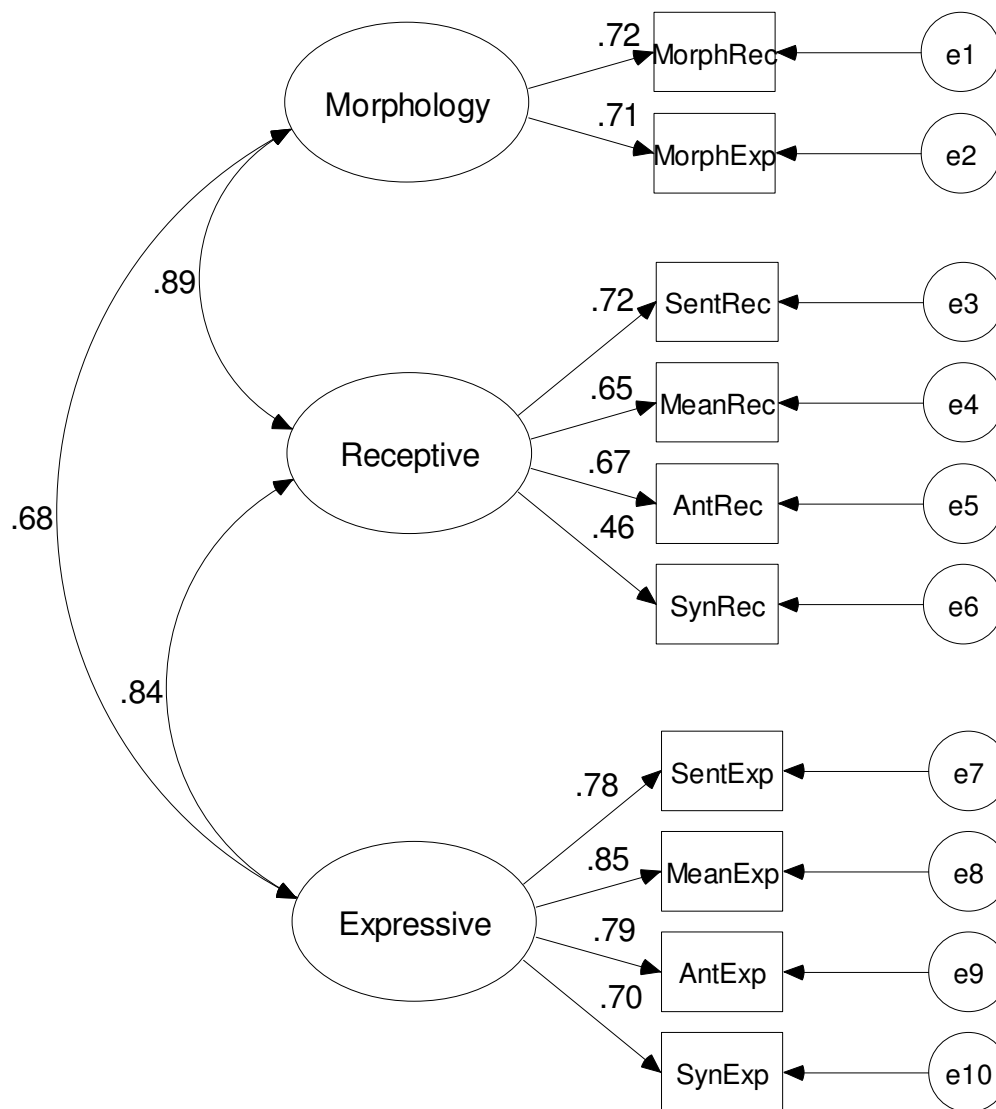 .72
MorphRec
e1
Morphology
.71
MorphExp
e2
.89
.72
SentRec
e3
.65
MeanRec
e4
Receptive
.67
AntRec
e5
.68
.46
SynRec
e6
.84
.78
SentExp
e7
.85
MeanExp
e8
Expressive
.79
AntExp
e9
.70
SynExp
e10